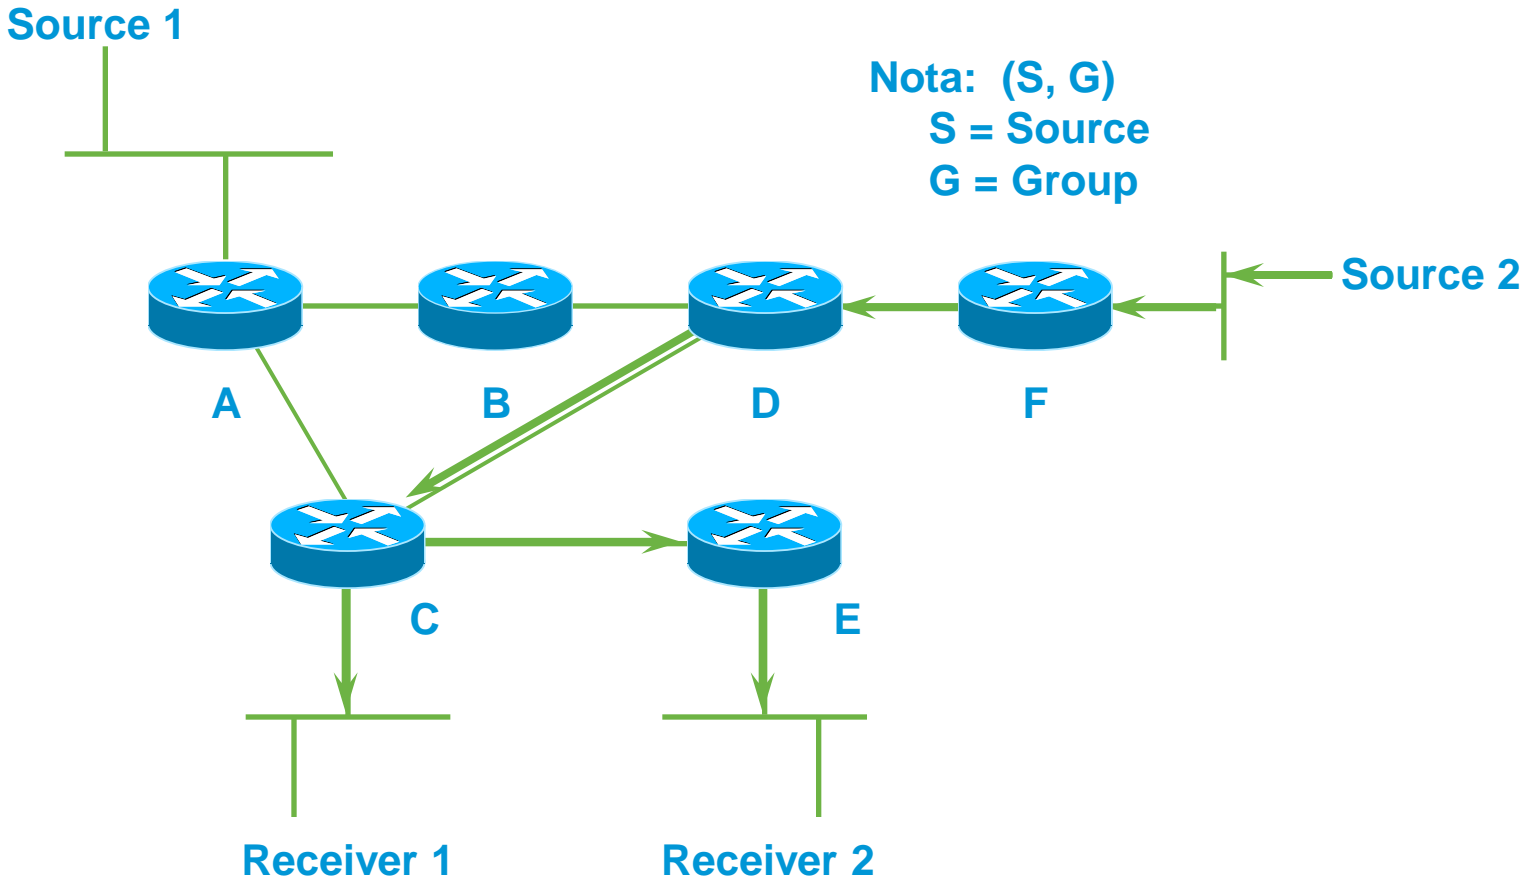 Source 1
Nota: (S, G)
S = Source
G = Group
Source 2
A
B
D
F
C
E
Receiver 1
Receiver 2